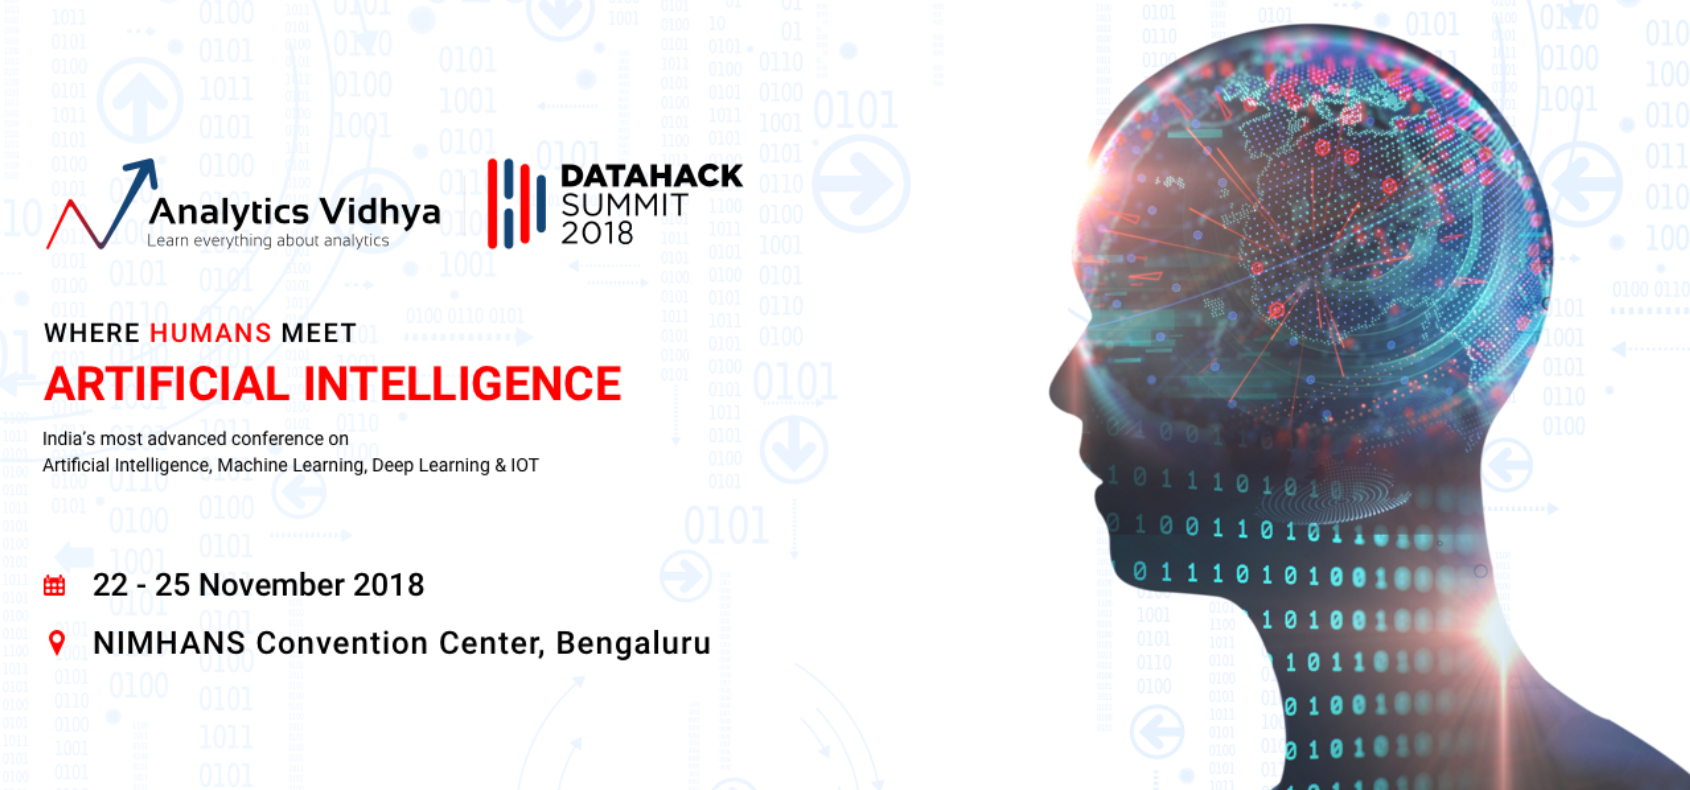 Analytics Vidhya
Learn everything about analytics
DATAHACK
SUMMIT
2018
WHERE HUMANS MEET
ARTIFICIAL INTELLIGENCE
India's most advanced conference on
Artificial Intelligence, Machine Learning, Deep Learning & IOT
22 - 25 November 2018
NIMHANS Convention Center, Bengaluru